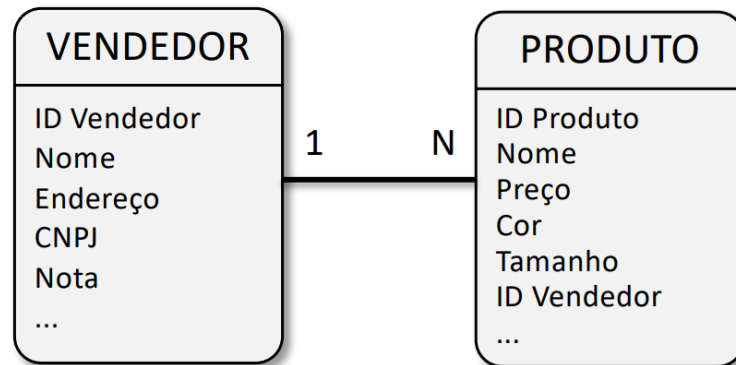 VENDEDOR
ID Vendedor
Nome
Endereço
CNPJ
Nota
...
1
N
PRODUTO
ID Produto
Nome
Preço
Cor
Tamanho
ID Vendedor
...